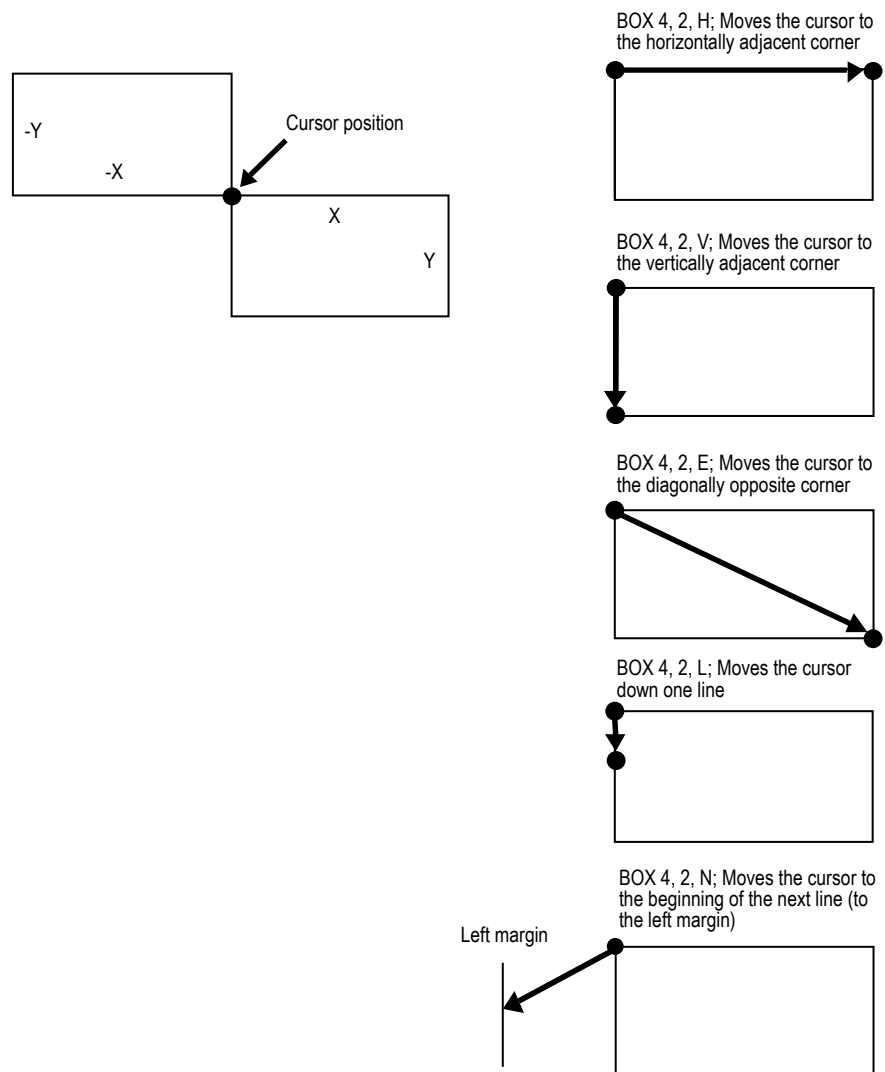 BOX 4, 2, H; Moves the cursor to
the horizontally adjacent corner
-Y
-X
Cursor position
X
Y
BOX 4, 2, V; Moves the cursor to
the vertically adjacent corner
BOX 4, 2, E; Moves the cursor to
the diagonally opposite corner
BOX 4, 2, L; Moves the cursor
down one line
BOX 4, 2, N; Moves the cursor to
the beginning of the next line (to
the left margin)
Left margin